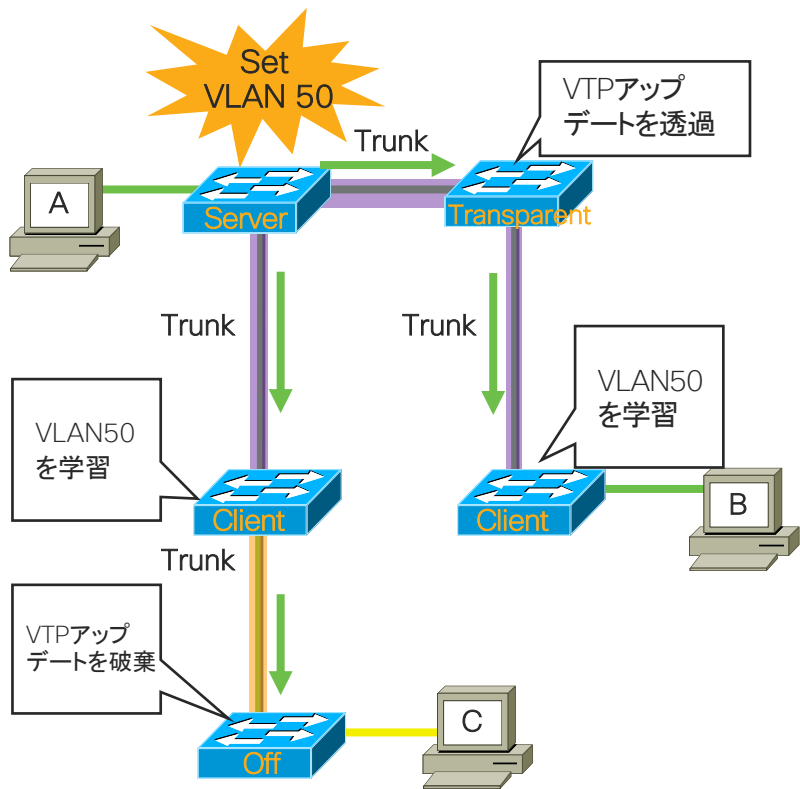 Set
VLAN 50
Trunk
VTPアップ
デートを透過
A
Server
Transparent
Trunk
Trunk
VLAN50
を学習
VLAN50
を学習
Client
Client
B
Trunk
VTPアップ
デートを破棄
C
Off